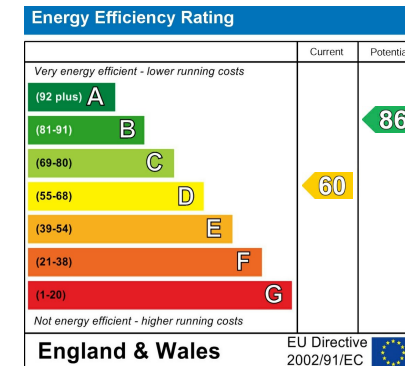 Energy Efficiency Rating
Current Potentia
Very energy efficient - lower running costs
(92 plus) A
(81-91) B
86
(69-80) C
(55-68) D
60
(39-54) E
(21-38) F
(1-20) G
Not energy efficient - higher running costs
England & Wales
EU Directive
2002/91/EC